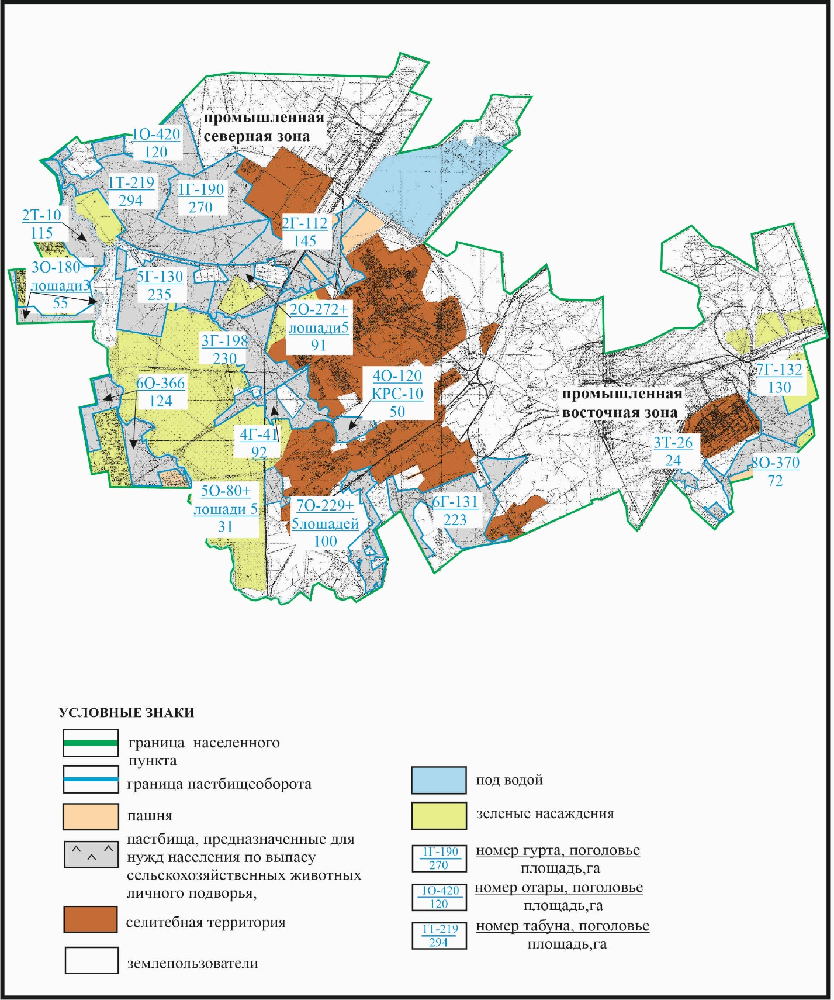 промышленная
северная зона
1О-420
120
1Т-219
294
1Г-190
270
2Т-10
115
2Г-112
145
3О-180+
лошади3
55
5Г-130
235
2О-272+
лошади5
91
3Г-198
230
6О-366
124
4О-120
КРС-10
50
промышленная
восточная зона
7Г-132
130
4Г-41
92
3Т-26
24
8О-370
72
5О-80+
лошади 5
31
7О-229+
5лошадей
100
6Г-131
223
УСЛОВНЫЕ ЗНАКИ
граница населенного
пункта
граница пастбищеоборота
пашня
пастбища, предназначенные для
нужд населения по выпасу
сельскохозяйственных животных
личного подворья,
селитебная территория
землепользователи
под водой
зеленые насаждения
1Г-190
270
номер гурта, поголовье
площадь,га
1О-420
120
номер отары, поголовье
площадь,га
1Т-219
294
номер табуна, поголовье
площадь,га